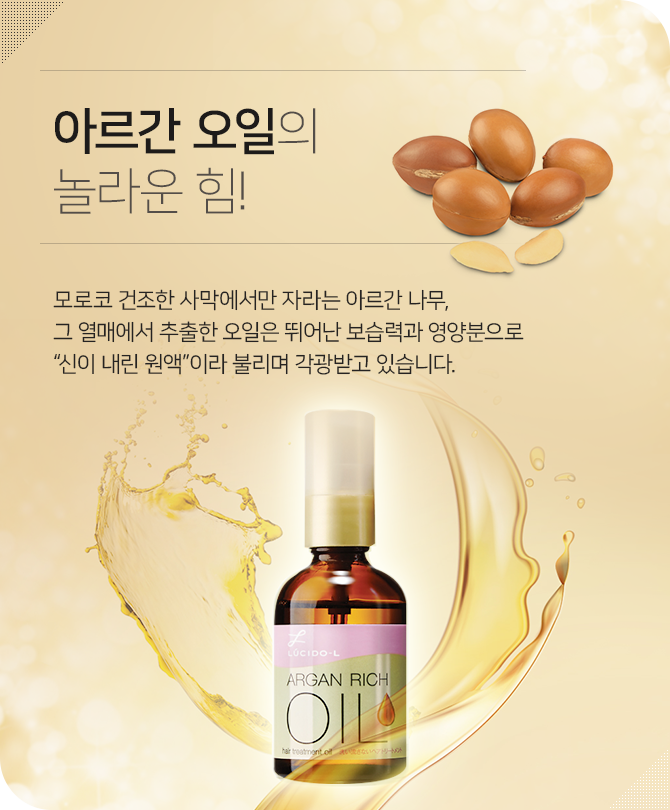 아르간 오일의
놀라운 힘!
모로코 건조한 사막에서만 자라는 아르간 나무,
그 열매에서 추출한 오일은 뛰어난 보습력과 영양분으로
“신이 내린 원액”이라 불리며 각광받고 있습니다.
L
LÚCIDO-L
ARGAN RICH
OIL
hair treatment oil